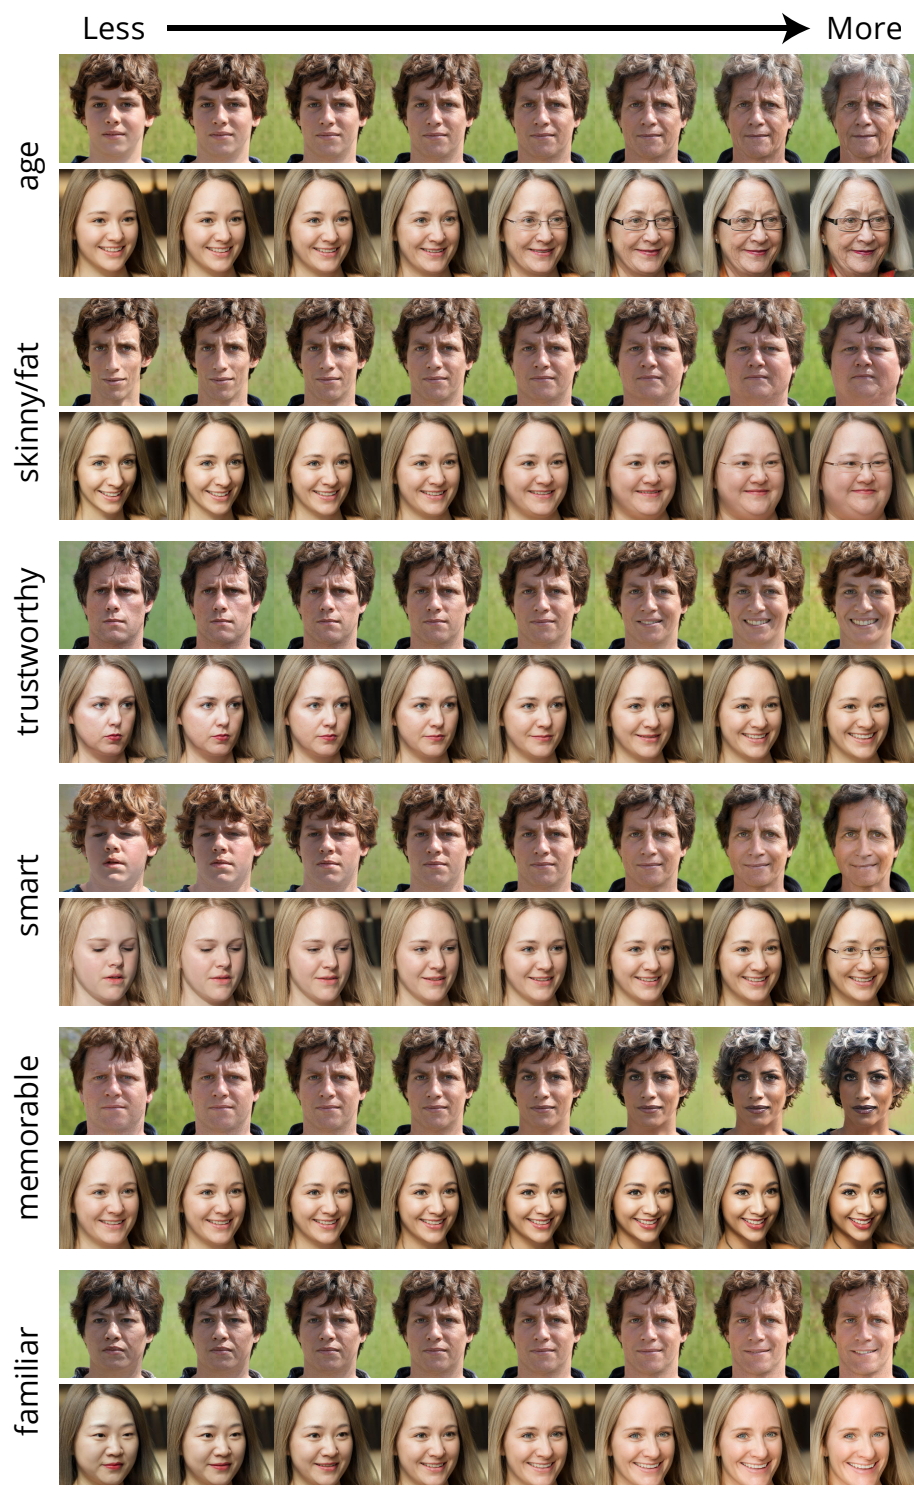 Less
More
age
skinny/fat
trustworthy
smart
memorable
familiar